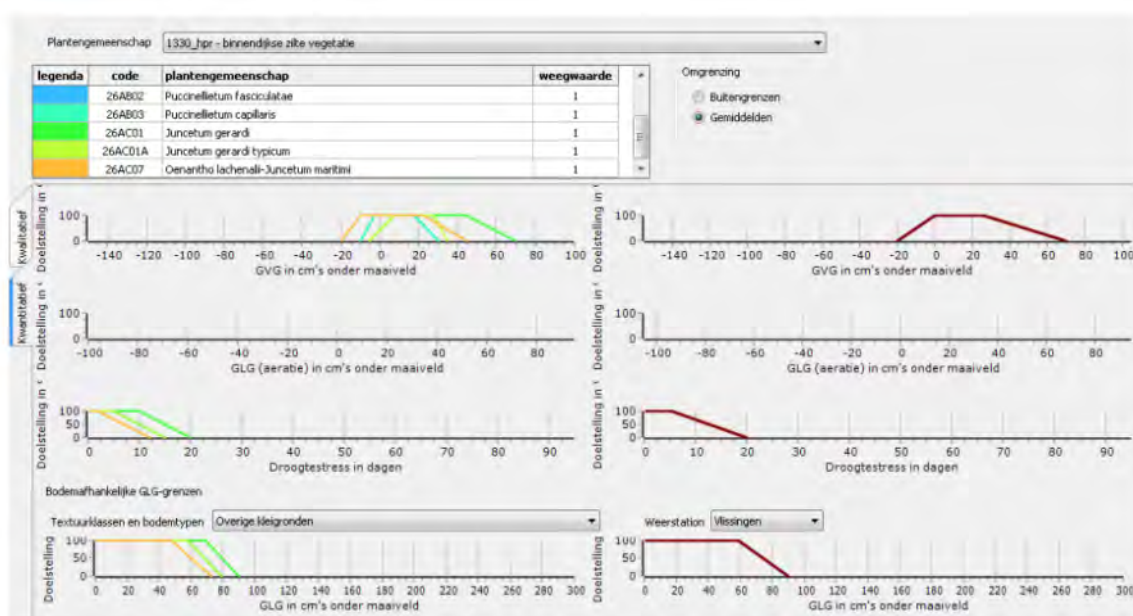 Plantengemeenschap 1330_hpr - binnendijkse zilte vegetatie
legenda code plantengemeenschap weegwaarde
26AB02 Puccinellietum fasciculatae 1
26AB03 Puccinellietum capillaris 1
26AC01 Juncetum gerardi 1
26AC01A Juncetum gerardi typicum 1
26AC07 Oenantho lachenalii-Juncetum maritimi 1
Omgrenzing
Buitengrenzen
Gemiddelden
Kwalitatief
Kwantitatief
Doelstelling in
100
0
-140 -120 -100 -80 -60 -40 -20 0 20 40 60 80 100
GVG in cm's onder maaiveld
Doelstelling in
100
0
-140 -120 -100 -80 -60 -40 -20 0 20 40 60 80 100
GVG in cm's onder maaiveld
Doelstelling in
100
0
-100 -80 -60 -40 -20 0 20 40 60 80
GLG (aeratie) in cm's onder maaiveld
Doelstelling in
100
0
-100 -80 -60 -40 -20 0 20 40 60 80
GLG (aeratie) in cm's onder maaiveld
Doelstelling in
100
50
0
0 10 20 30 40 50 60 70 80 90
Droogtestress in dagen
Doelstelling in
100
50
0
0 10 20 30 40 50 60 70 80 90
Droogtestress in dagen
Bodemafhankelijke GLG-grenzen
Textuurklassen en bodemtypen Overige kleigronden
Weerstation Vlissingen
Doelstelling
100
50
0
0 20 40 60 80 100 120 140 160 180 200 220 240 260 280 300
GLG in cm's onder maaiveld
Doelstelling
100
50
0
0 20 40 60 80 100 120 140 160 180 200 220 240 260 280 300
GLG in cm's onder maaiveld